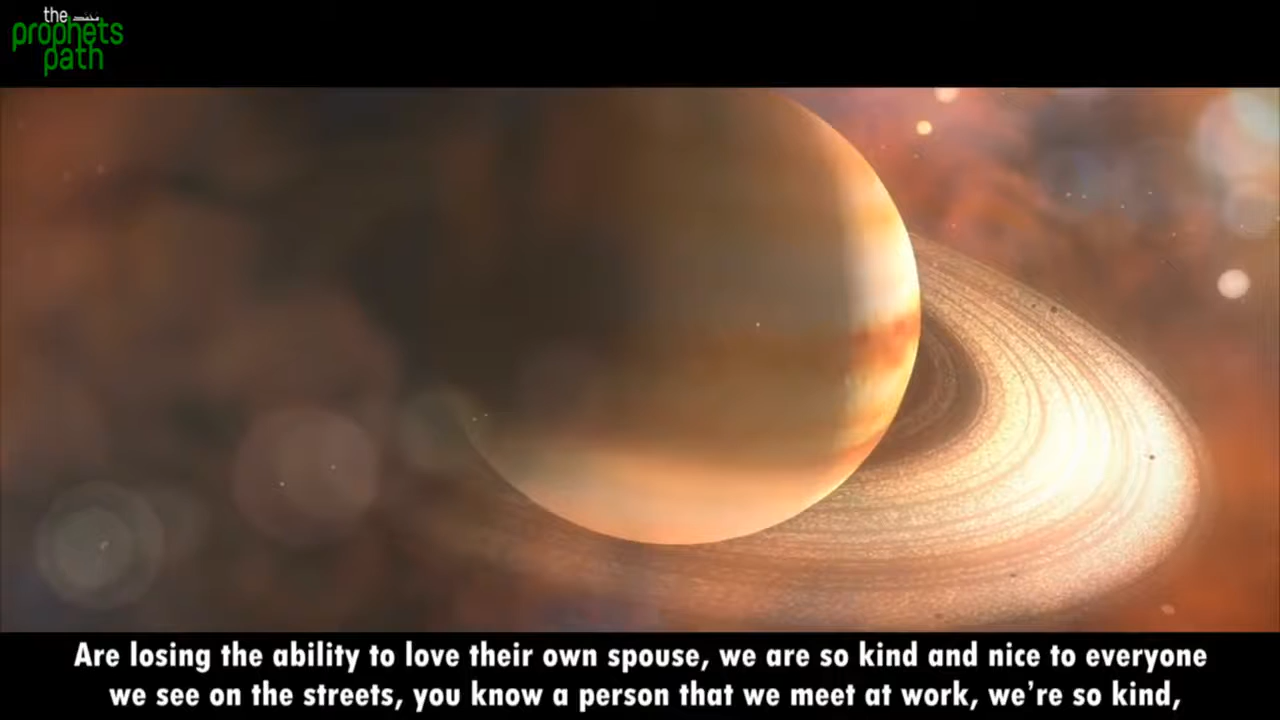 the
prophets
path
Are losing the ability to love their own spouse, we are so kind and nice to everyone
we see on the streets, you know a person that we meet at work, we’re so kind,